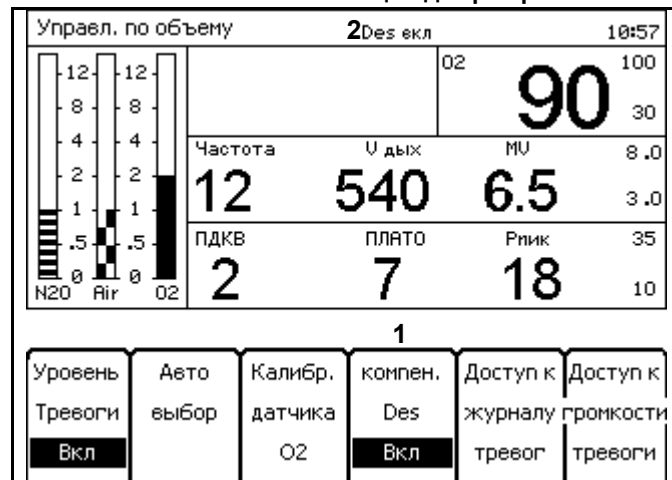 Управл. по объему 2Des вкл 10:57
12 12
8 8
4 4
2 2
1 1
.5 .5
0 0
N2O Air O2
O2 90 100 30
Частота V дых MV 8.0
12 540 6.5 3.0
ПДКВ ПЛАТО Рпик 35
2 7 18 10
1
Уровень Тревоги Вкл
Авто выбор
Калибр. датчика O2
компен. Des Вкл
Доступ к журналу тревог
Доступ к громкости тревоги